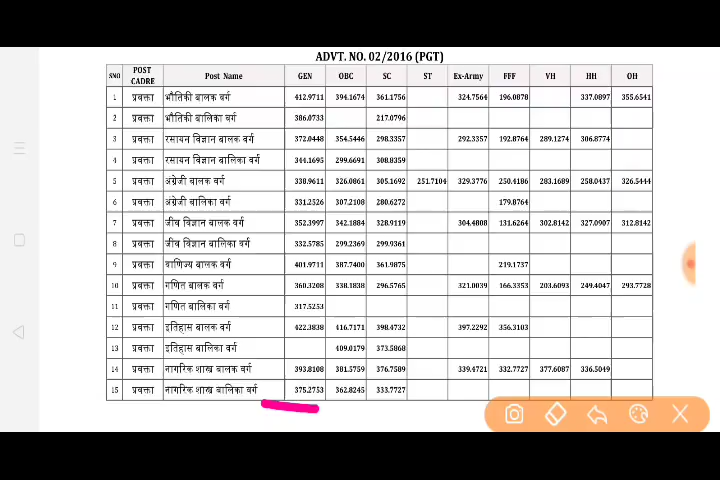 ADVT. NO. 02/2016 (PGT)
SNO POST CADRE Post Name GEN OBC SC ST Ex-Army FFF VH HH OH
1 प्रवक्ता भौतिकी बालक वर्ग 412.9711 394.1674 361.1756 324.7564 196.0878 337.0897 355.6541
2 प्रवक्ता भौतिकी बालिका वर्ग 386.0733 217.0796
3 प्रवक्ता रसायन विज्ञान बालक वर्ग 372.0448 354.5446 298.3357 292.3357 192.8764 289.1274 306.8774
4 प्रवक्ता रसायन विज्ञान बालिका वर्ग 344.1695 299.6691 308.8359
5 प्रवक्ता अंग्रेजी बालक वर्ग 338.9611 326.0861 305.1692 251.7104 329.3776 250.4186 283.1689 258.0437 326.5444
6 प्रवक्ता अंग्रेजी बालिका वर्ग 331.2526 307.2108 280.6272 179.8764
7 प्रवक्ता जीव विज्ञान बालक वर्ग 352.3997 342.1884 328.9119 304.4808 131.6264 302.8142 327.0907 312.8142
8 प्रवक्ता जीव विज्ञान बालिका वर्ग 332.5785 299.2369 299.9361
9 प्रवक्ता वाणिज्य बालक वर्ग 401.9711 387.7400 361.9875 219.1737
10 प्रवक्ता गणित बालक वर्ग 360.3208 338.1838 296.5765 321.0039 166.3353 203.6093 249.4047 293.7728
11 प्रवक्ता गणित बालिका वर्ग 317.5253
12 प्रवक्ता इतिहास बालक वर्ग 422.3838 416.7171 398.4732 397.2292 356.3103
13 प्रवक्ता इतिहास बालिका वर्ग 409.0179 373.5868
14 प्रवक्ता नागरिक शास्त्र बालक वर्ग 393.8108 381.5759 376.7589 339.4721 332.7727 377.6087 336.5049
15 प्रवक्ता नागरिक शास्त्र बालिका वर्ग 375.2753 362.8245 333.7727